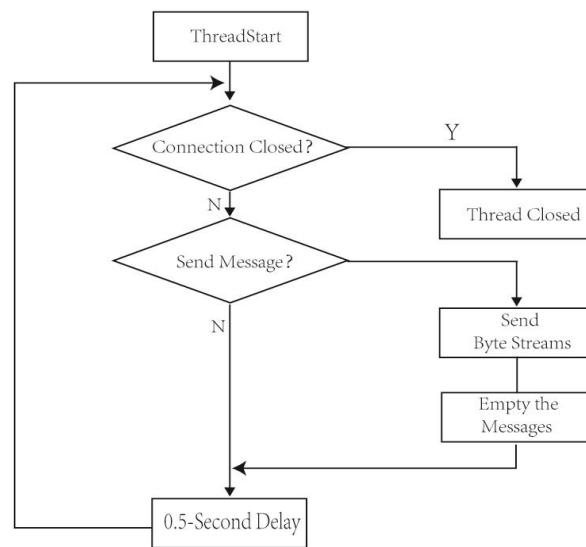 ThreadStart
Connection Closed?
Y
Thread Closed
N
Send Message?
N
Send
Byte Streams
Empty the
Messages
0.5-Second Delay